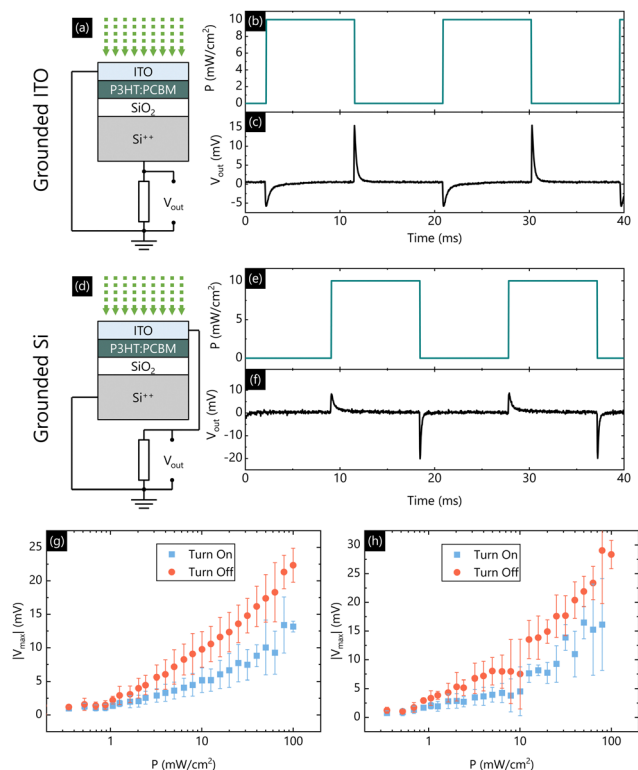 Grounded ITO
(a)
ITO
P3HT:PCBM
SiO2
Si++
Vout
(b)
P (mW/cm2)
10
8
6
4
2
0
(c)
Vout (mV)
15
10
5
0
-5
0 10 20 30 40
Time (ms)
Grounded Si
(d)
ITO
P3HT:PCBM
SiO2
Si++
Vout
(e)
P (mW/cm2)
10
5
0
(f)
Vout (mV)
10
0
-10
-20
0 10 20 30 40
Time (ms)
(g)
|Vmax| (mV)
25
20
15
10
5
0
Turn On
Turn Off
1 10 100
P (mW/cm2)
(h)
|Vmax| (mV)
30
25
20
15
10
5
0
Turn On
Turn Off
1 10 100
P (mW/cm2)